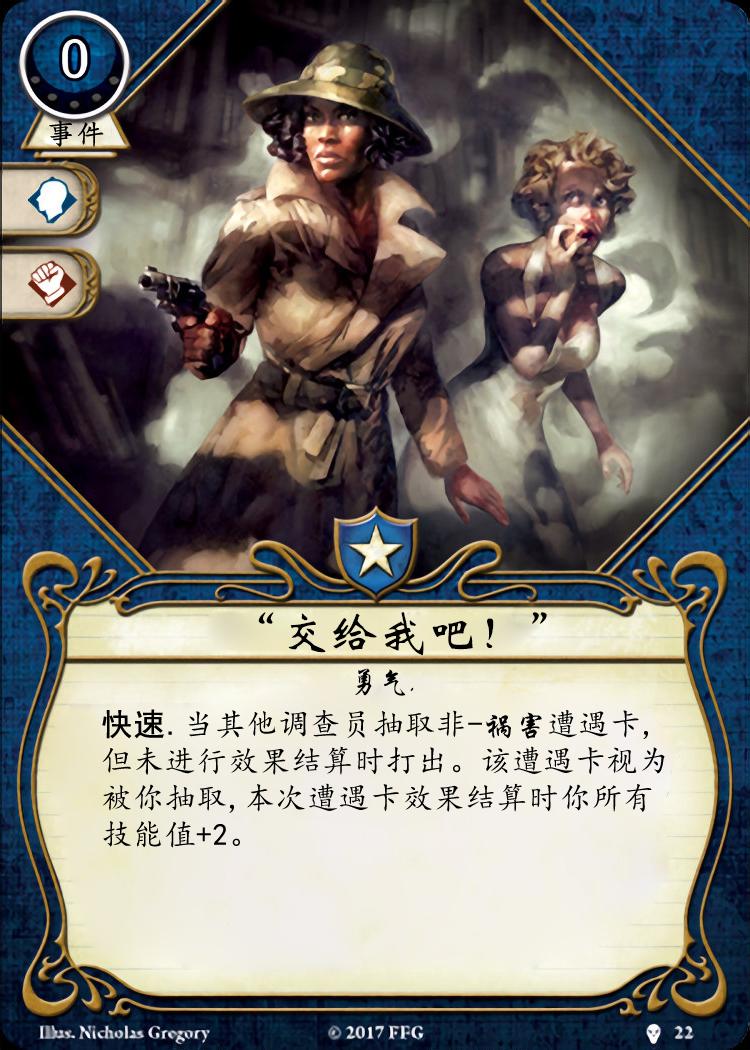 0
事件
“交给我吧！”
勇气.
快速. 当其他调查员抽取非-祸害遭遇卡,
但未进行效果结算时打出。该遭遇卡视为
被你抽取, 本次遭遇卡效果结算时你所有
技能值+2。
Illus. Nicholas Gregory © 2017 FFG 22